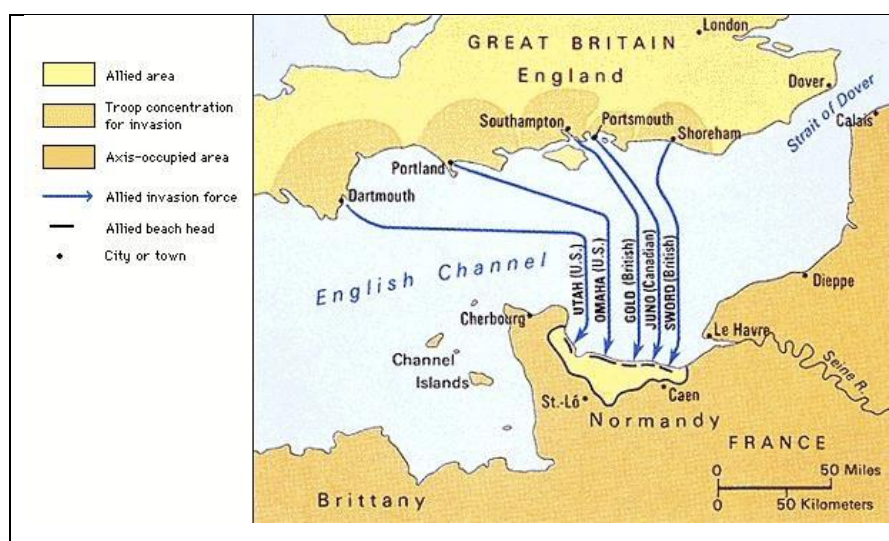 Allied area
Troop concentration
for invasion
Axis-occupied area
Allied invasion force
Allied beach head
City or town
London
GREAT BRITAIN
England
Dover
Strait of Dover
Calais
Southampton
Portsmouth
Shoreham
Portland
Dartmouth
English Channel
UTAH (U.S.)
OMAHA (U.S.)
GOLD (British)
JUNO (Canadian)
SWORD (British)
Dieppe
Cherbourg
Le Havre
Channel
Islands
Seine R.
St.-Ló
Caen
Normandy
FRANCE
0 50 Miles
0 50 Kilometers
Brittany